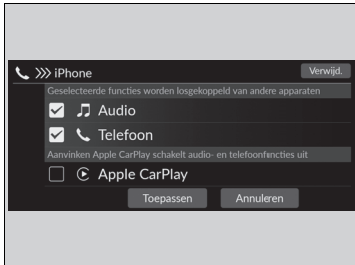 iPhone
Verwijd.
Geselecteerde functies worden losgekoppeld van andere apparaten
Audio
Telefoon
Aanvinken Apple CarPlay schakelt audio- en telefoonfuncties uit
Apple CarPlay
Toepassen Annuleren